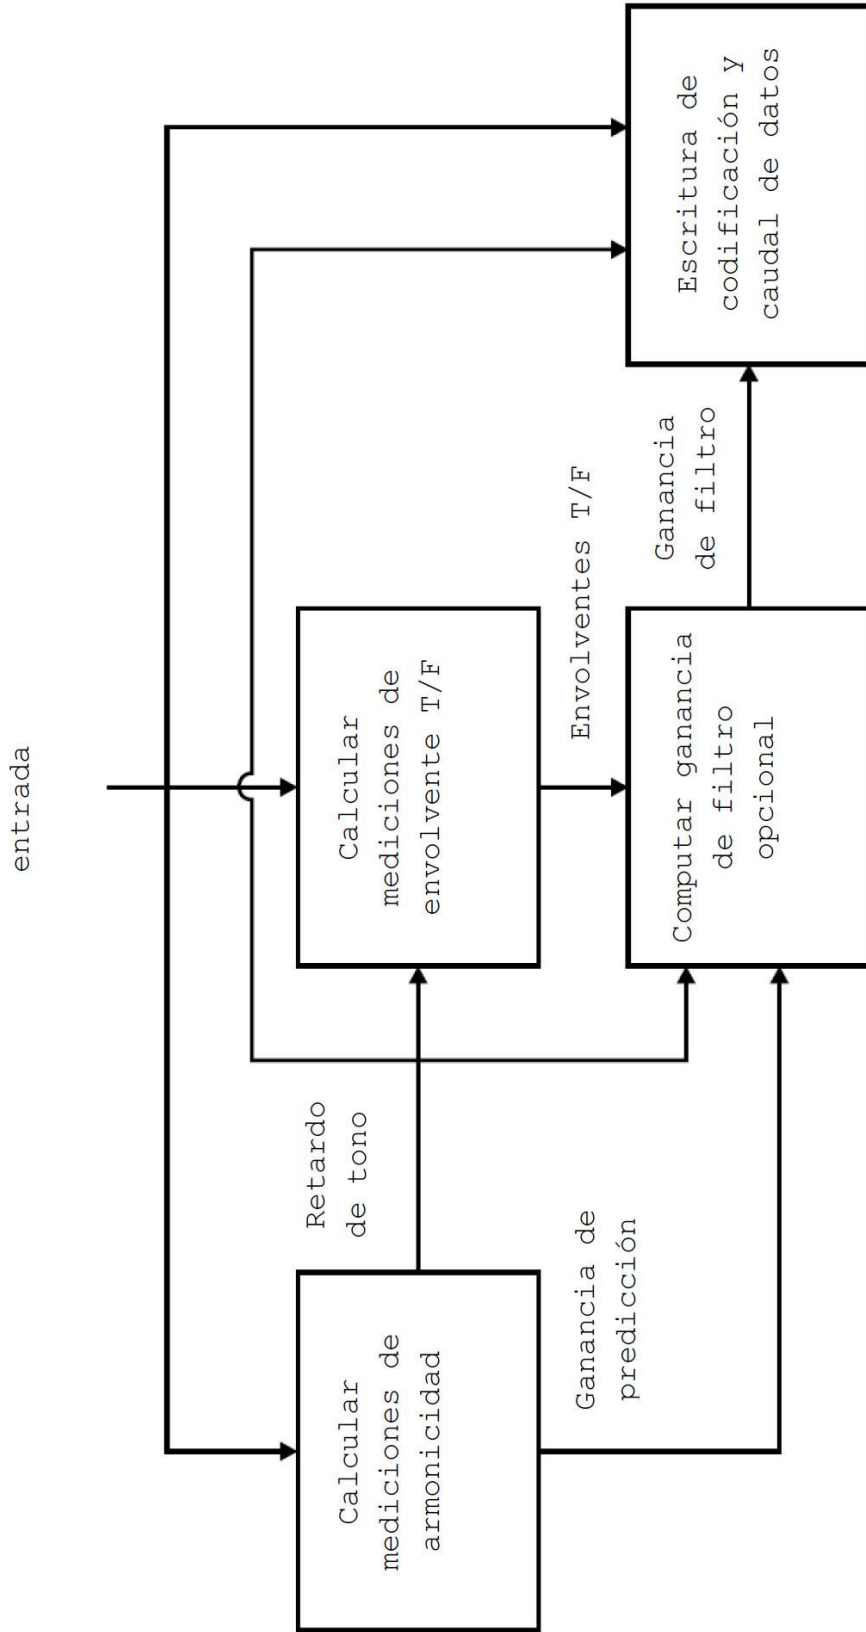 entrada
Calcular
mediciones de
armonicidad
Retardo
de tono
Calcular
mediciones de
envolvente T/F
Ganancia de
predicción
Envolventes T/F
Computar ganancia
de filtro
opcional
Ganancia
de filtro
Escritura de
codificación y
caudal de datos